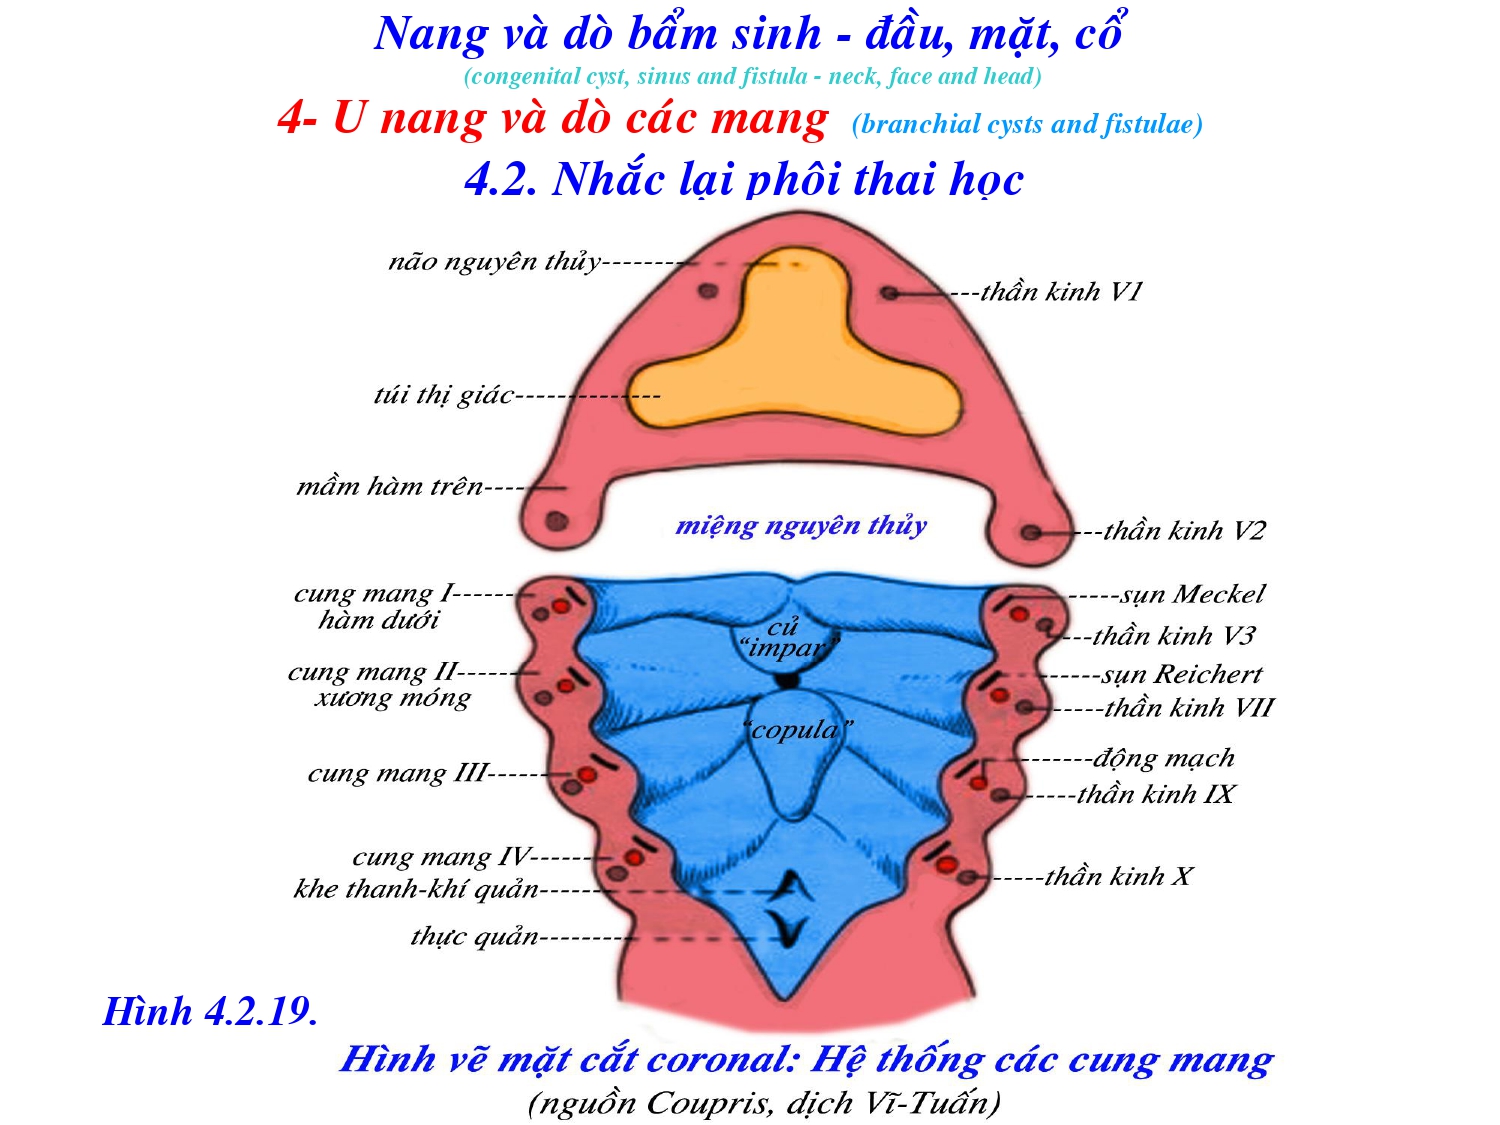 Nang và dò bẩm sinh - đầu, mặt, cổ
(congenital cyst, sinus and fistula - neck, face and head)
4- U nang và dò các mang (branchial cysts and fistulae)
4.2. Nhắc lại phôi thai học
não nguyên thủy
thần kinh V1
túi thị giác
mầm hàm trên
miệng nguyên thủy
thần kinh V2
cung mang I
hàm dưới
sụn Meckel
củ
“impar”
thần kinh V3
cung mang II
xương móng
sụn Reichert
thần kinh VII
“copula”
cung mang III
động mạch
thần kinh IX
cung mang IV
khe thanh-khí quản
thần kinh X
thực quản
Hình 4.2.19.
Hình vẽ mặt cắt coronal: Hệ thống các cung mang
(nguồn Coupris, dịch Vĩ-Tuấn)